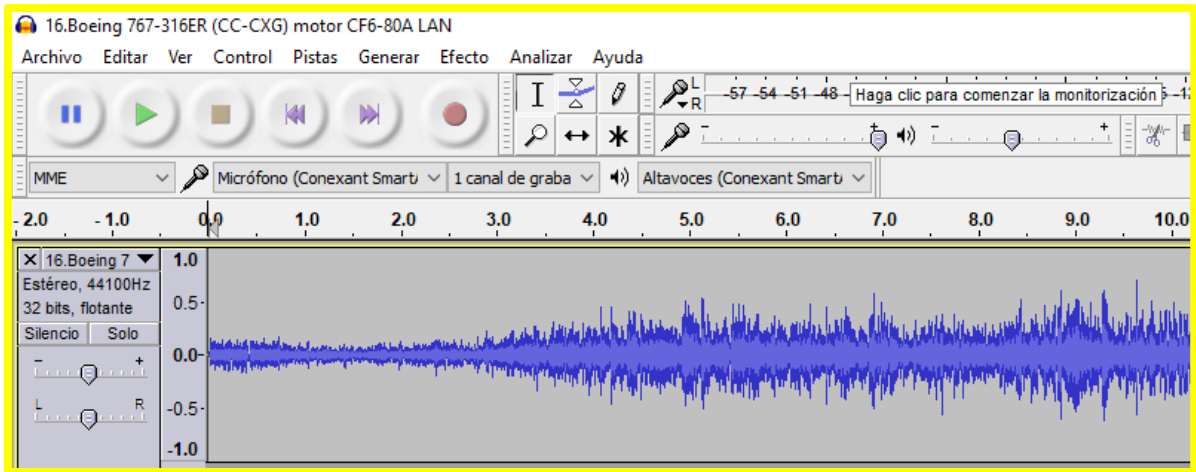 16.Boeing 767-316ER (CC-CXG) motor CF6-80A LAN
Archivo Editar Ver Control Pistas Generar Efecto Analizar Ayuda
L
R
-57 -54 -51 -48 - Haga clic para comenzar la monitorización -12
- + - +
MME Micrófono (Conexant Smart 1 canal de graba Altavoces (Conexant Smart
- 2.0 - 1.0 0.0 1.0 2.0 3.0 4.0 5.0 6.0 7.0 8.0 9.0 10.0
X 16.Boeing 7 1.0
Estéreo, 44100Hz
32 bits, flotante 0.5-
Silencio Solo
- + 0.0-
L R -0.5-
-1.0